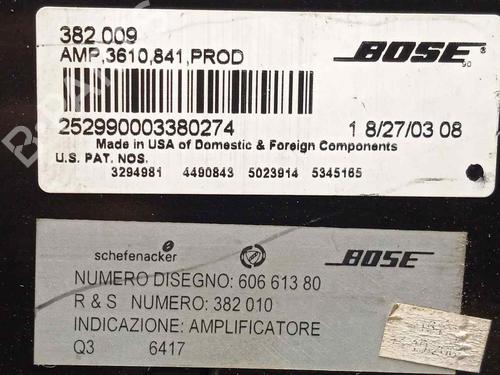 382 009
AMP,3610,841,PROD
BOSE
90
252990003380274 1 8/27/03 08
Made in USA of Domestic & Foreign Components
U.S. PAT. NOS.
3294981 4490843 5023914 5345165
schefenacker BOSE
NUMERO DISEGNO: 606 613 80
R & S NUMERO: 382 010
INDICAZIONE: AMPLIFICATORE
Q3 6417